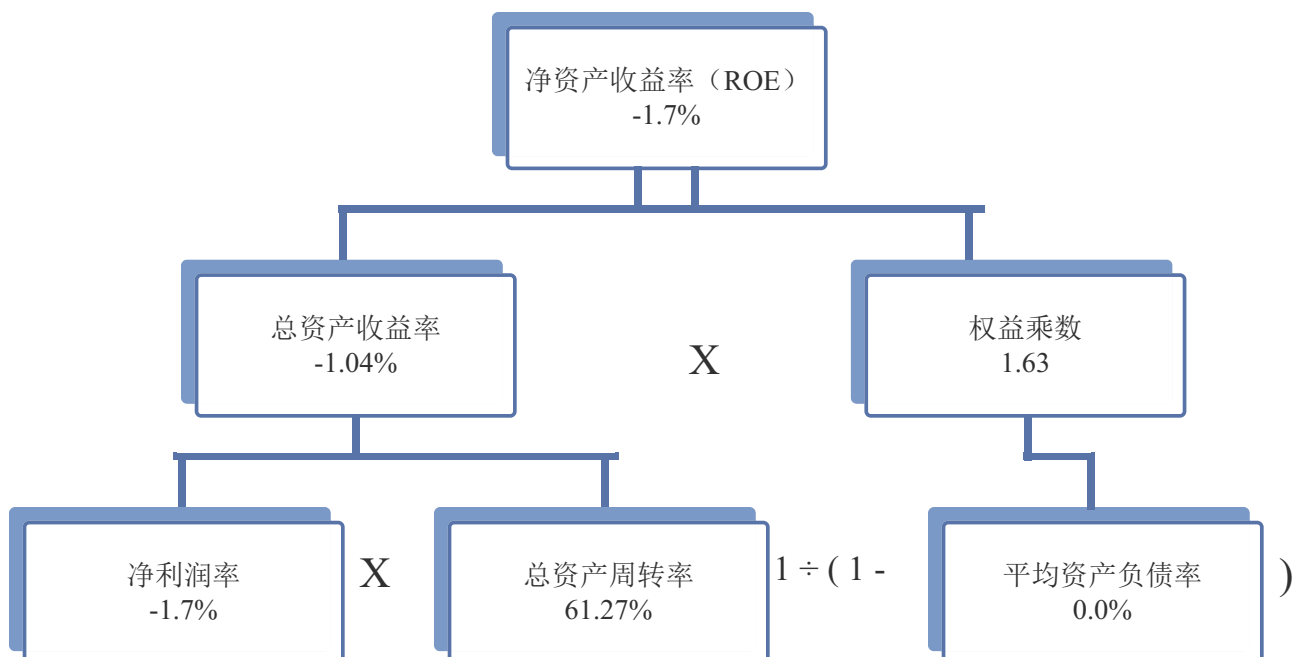 净资产收益率（ROE）
-1.7%
总资产收益率
-1.04%
X
权益乘数
1.63
净利润率
-1.7%
X
总资产周转率
61.27%
1 ÷ ( 1 -
平均资产负债率
0.0%
)